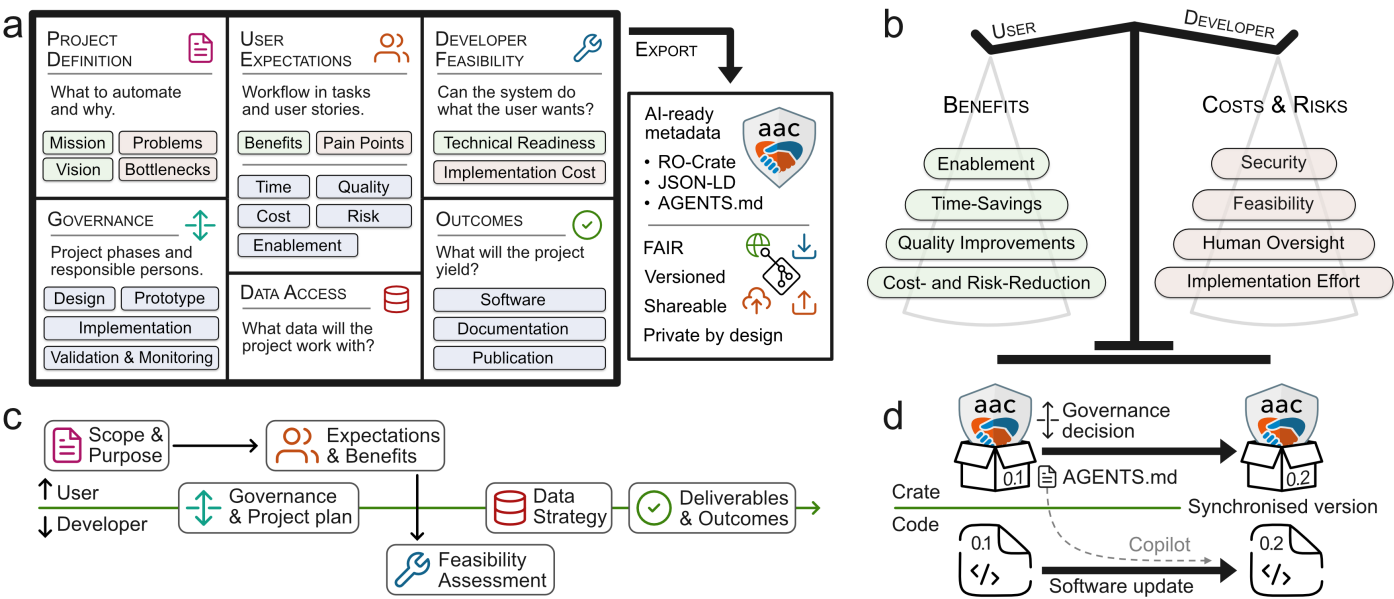 a
PROJECT
DEFINITION
What to automate
and why.
Mission
Problems
Vision
Bottlenecks
USER
EXPECTATIONS
Workflow in tasks
and user stories.
Benefits
Pain Points
Time
Quality
Cost
Risk
Enablement
DEVELOPER
FEASIBILITY
Can the system do
what the user wants?
Technical Readiness
Implementation Cost
GOVERNANCE
Project phases and
responsible persons.
Design
Prototype
Implementation
Validation & Monitoring
DATA ACCESS
What data will the
project work with?
OUTCOMES
What will the project
yield?
Software
Documentation
Publication
EXPORT
AI-ready
metadata
aac
• RO-Crate
• JSON-LD
• AGENTS.md
FAIR
Versioned
Shareable
Private by design
b
USER
DEVELOPER
BENEFITS
Enablement
Time-Savings
Quality Improvements
Cost- and Risk-Reduction
COSTS & RISKS
Security
Feasibility
Human Oversight
Implementation Effort
c
Scope &
Purpose
Expectations
& Benefits
User
Developer
Governance
& Project plan
Data
Strategy
Deliverables
& Outcomes
Feasibility
Assessment
d
aac
0.1
Governance
decision
AGENTS.md
aac
0.2
Crate
Code
Synchronised version
0.1
</>
Copilot
Software update
0.2
</>